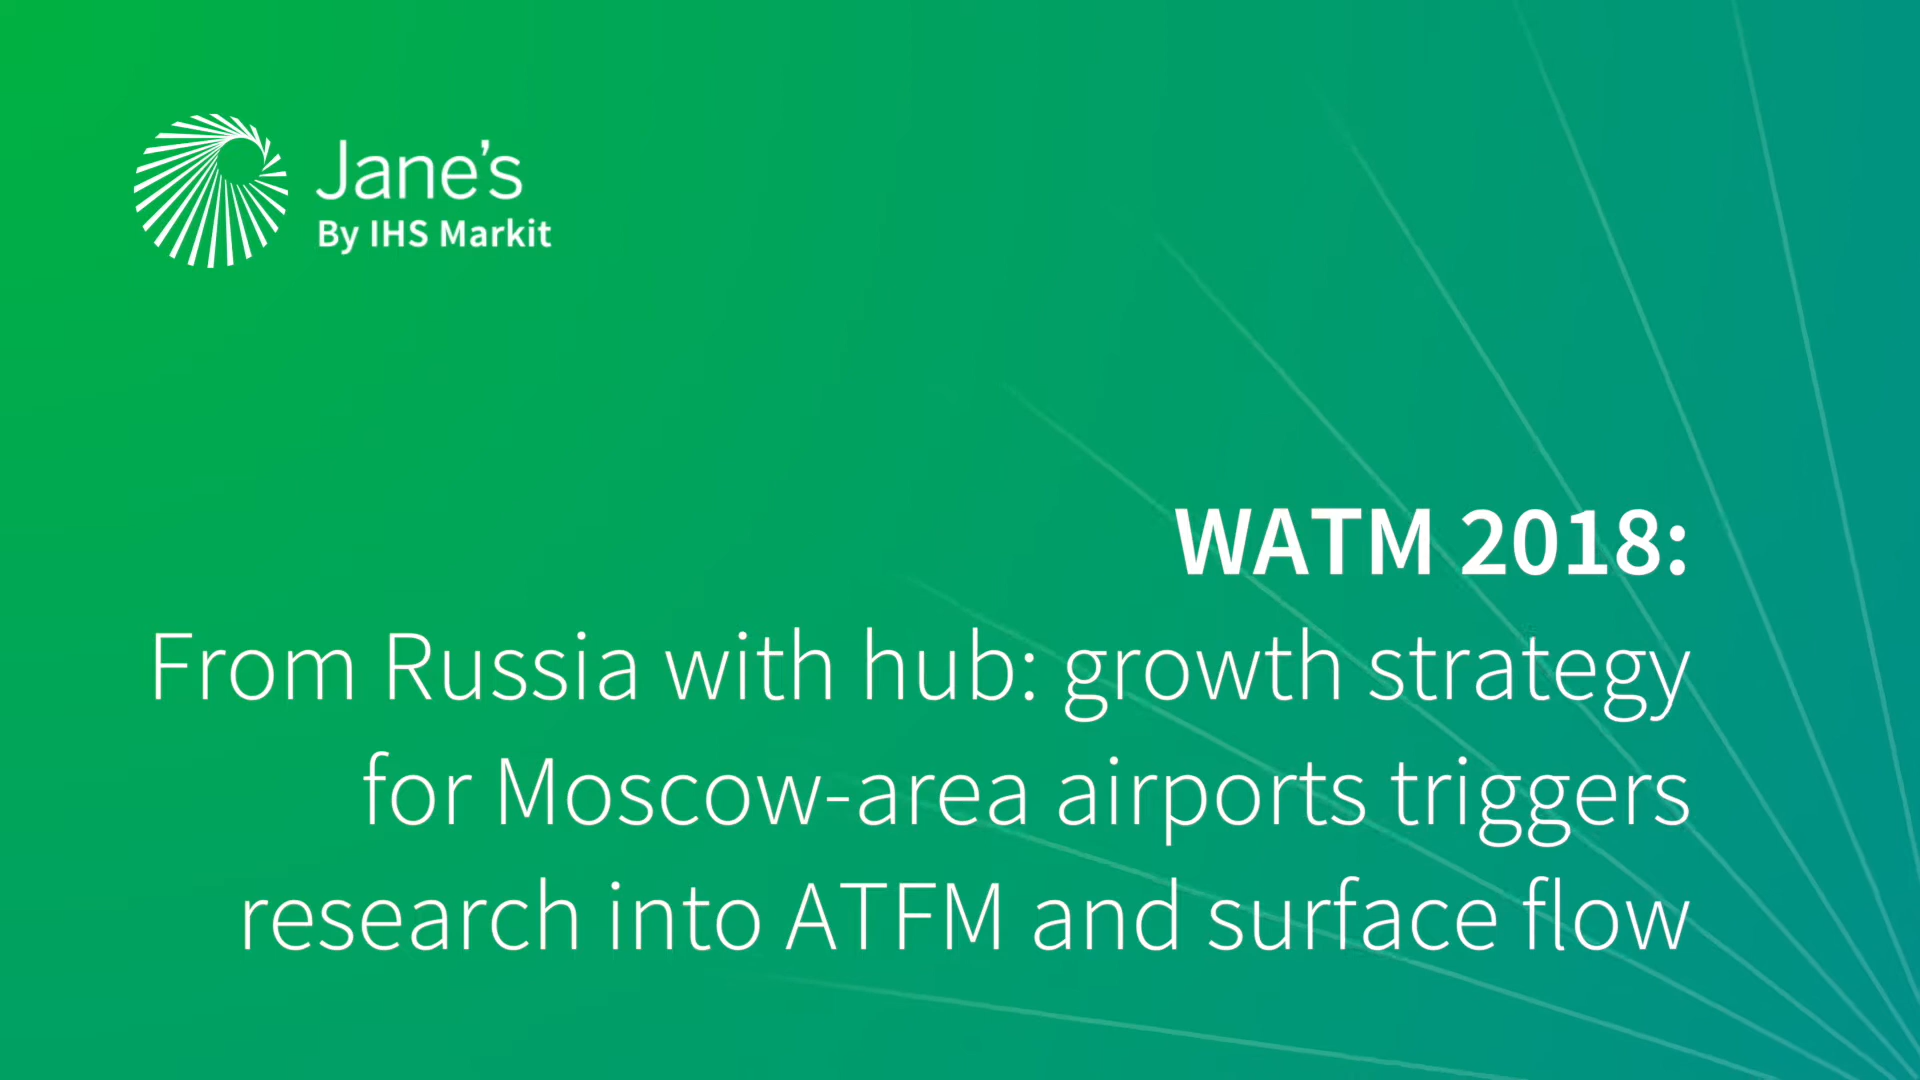 Jane's
By IHS Markit
WATM 2018:
From Russia with hub: growth strategy
for Moscow-area airports triggers
research into ATFM and surface flow